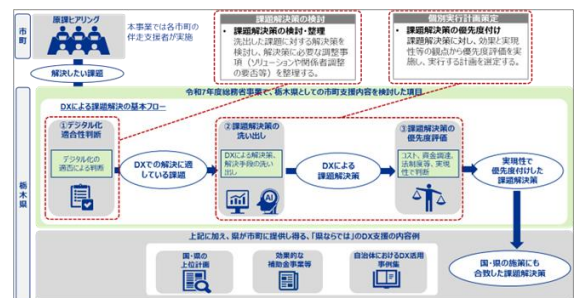 市町
原課ヒアリング
本事業では各市町の
伴走支援者が実施
解決したい課題
課題解決策の検討
• 課題解決策の検討・整理
洗出した課題に対する解決策を
検討し、解決策に必要な調整事
項（ソリューションや関係者調整
の要否等）を整理する。
個別実行計画策定
• 課題解決策の優先度付け
課題解決策に対し、効果と実現
性等の観点から優先度評価を実
施し、実行する計画を選定する。
栃木県
令和7年度総務省事業で、栃木県としての市町支援内容を検討した項目
DXによる課題解決の基本フロー
①デジタル化
適合性判断
デジタル化の
適否による判断
DXでの解決に適
している課題
②課題解決策の
洗い出し
DXによる解決策、
解決手段の洗い
出し
AI
DXによる
課題解決策
③課題解決策の
優先度評価
コスト、資金調達、
法制度等、実現
性で判断
実現性で
優先度付けした
課題解決策
上記に加え、県が市町に提供し得る、「県ならでは」のDX支援の内容例
国・県の
上位計画
効果的な
補助金事業等
自治体におけるDX活用
事例集
国・県の施策にも
合致した課題解決策